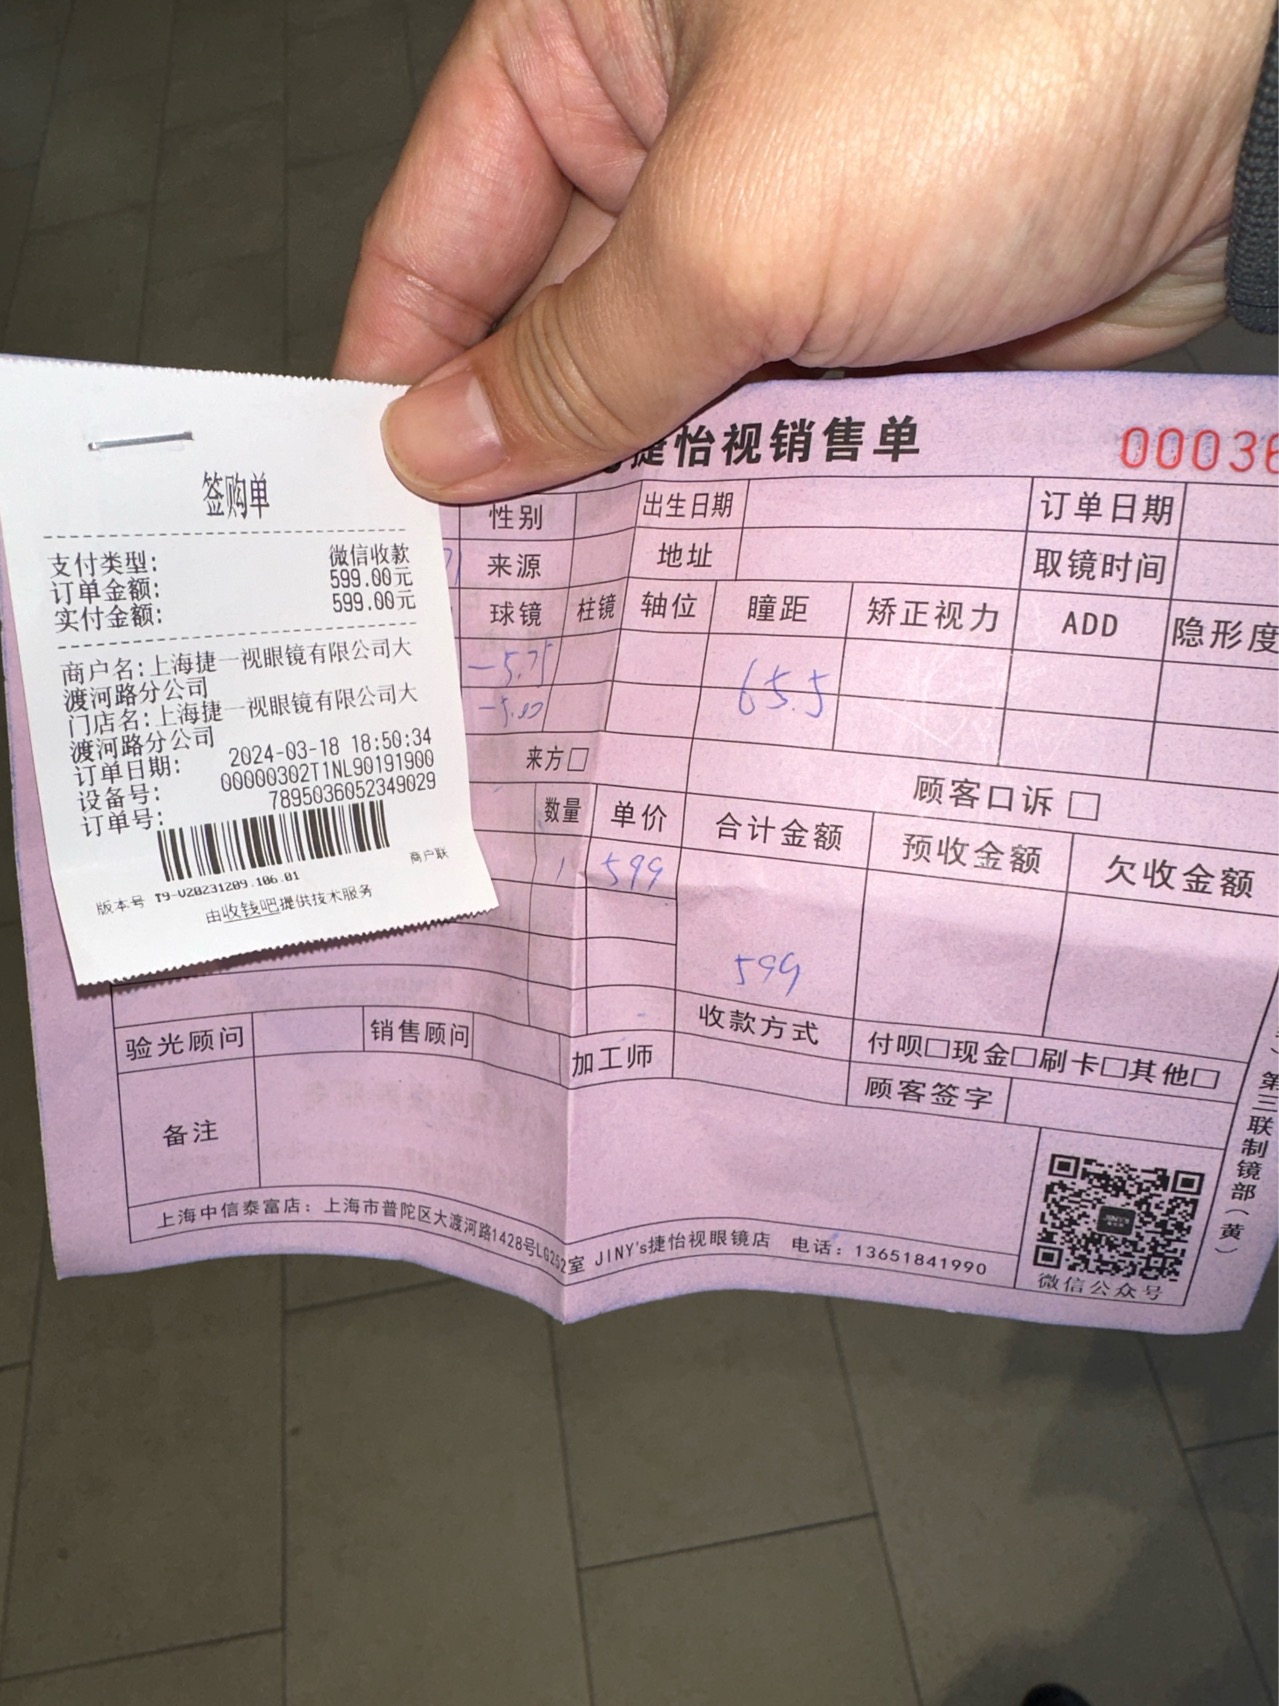 签购单
支付类型: 微信收款
订单金额: 599.00元
实付金额: 599.00元
商户名:上海捷一视眼镜有限公司大
渡河路分公司
门店名:上海捷一视眼镜有限公司大
渡河路分公司
订单日期: 2024-03-18 18:50:34
设备号: 00000302T1NL90191900
订单号: 7895036052349029
商户联
版本号 T9-V20231209.106.01
由收钱吧提供技术服务
捷怡视销售单
00036
性别 出生日期 订单日期
来源 地址 取镜时间
球镜 柱镜 轴位 瞳距 矫正视力 ADD 隐形度
-5.75 65.5
-5.00
来方□ 顾客口诉□
数量 单价 合计金额 预收金额 欠收金额
1 599
599
验光顾问 销售顾问 加工师 收款方式 付呗□现金□刷卡□其他□
顾客签字
备注
上海中信泰富店：上海市普陀区大渡河路1428号LG252室 JINY's捷怡视眼镜店 电话：13651841990
微信公众号
第三联制镜部（黄）